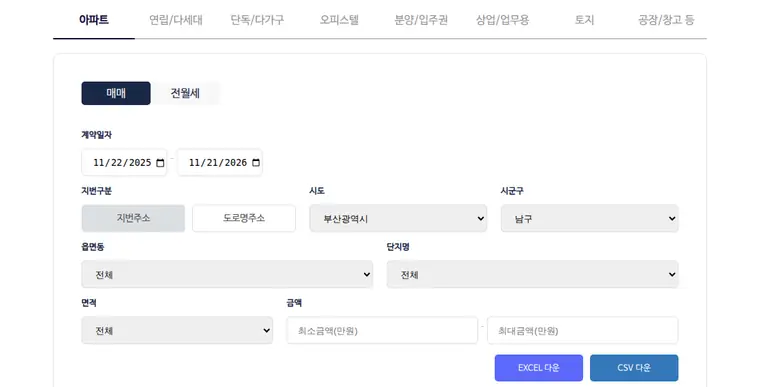 아파트 연립/다세대 단독/다가구 오피스텔 분양/입주권 상업/업무용 토지 공장/창고 등
매매 전월세
계약일자
11/22/2025 - 11/21/2026
지번구분 시도 시군구
지번주소 도로명주소 부산광역시 남구
읍면동 단지명
전체 전체
면적 금액
전체 최소금액(만원) - 최대금액(만원)
EXCEL 다운 CSV 다운